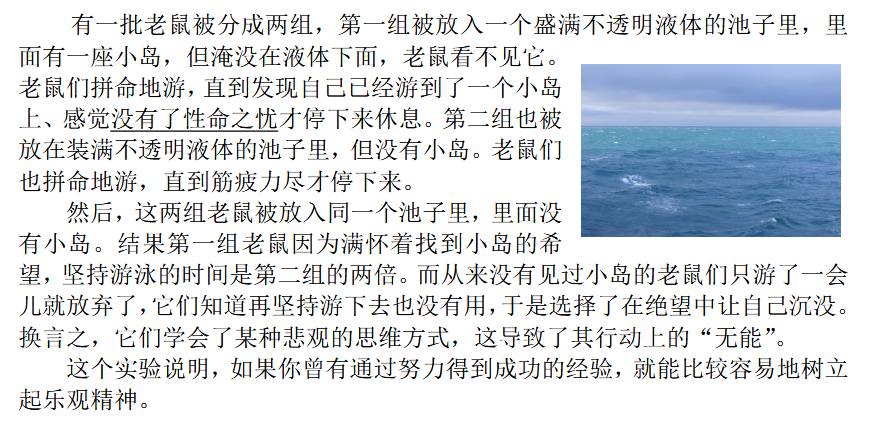 有一批老鼠被分成两组，第一组被放入一个盛满不透明液体的池子里，里
面有一座小岛，但淹没在液体下面，老鼠看不见它。
老鼠们拼命地游，直到发现自己已经游到了一个小岛
上、感觉没有了性命之忧才停下来休息。第二组也被
放在装满不透明液体的池子里，但没有小岛。老鼠们
也拼命地游，直到筋疲力尽才停下来。
然后，这两组老鼠被放入同一个池子里，里面没
有小岛。结果第一组老鼠因为满怀着找到小岛的希
望，坚持游泳的时间是第二组的两倍。而从来没有见过小岛的老鼠们只游了一会
儿就放弃了，它们知道再坚持游下去也没有用，于是选择了在绝望中让自己沉没。
换言之，它们学会了某种悲观的思维方式，这导致了其行动上的“无能”。
这个实验说明，如果你曾有通过努力得到成功的经验，就能比较容易地树立
起乐观精神。